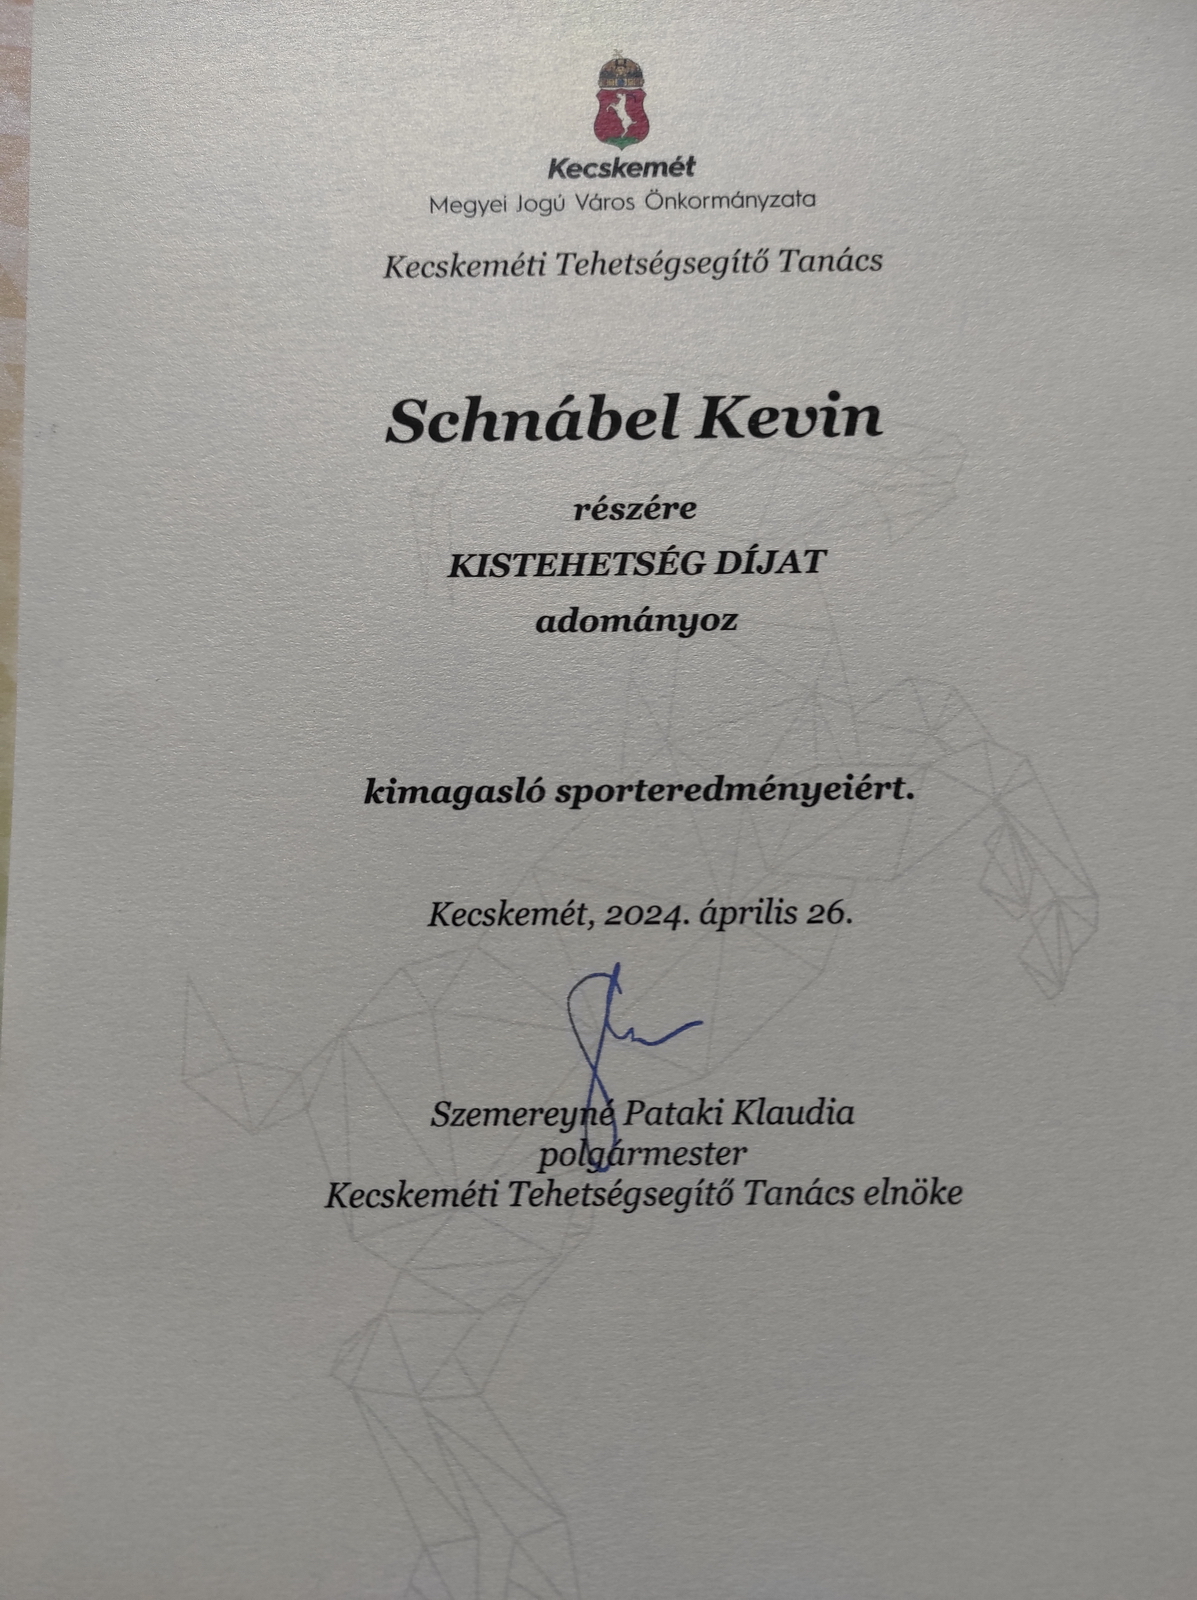 Kecskemét
Megyei Jogú Város Önkormányzata
Kecskeméti Tehetségsegítő Tanács
Schnábel Kevin
részére
KISTEHETSÉG DÍJAT
adományoz
kimagasló sporteredményeiért.
Kecskemét, 2024. április 26.
Szemereyné Pataki Klaudia
polgármester
Kecskeméti Tehetségsegítő Tanács elnöke